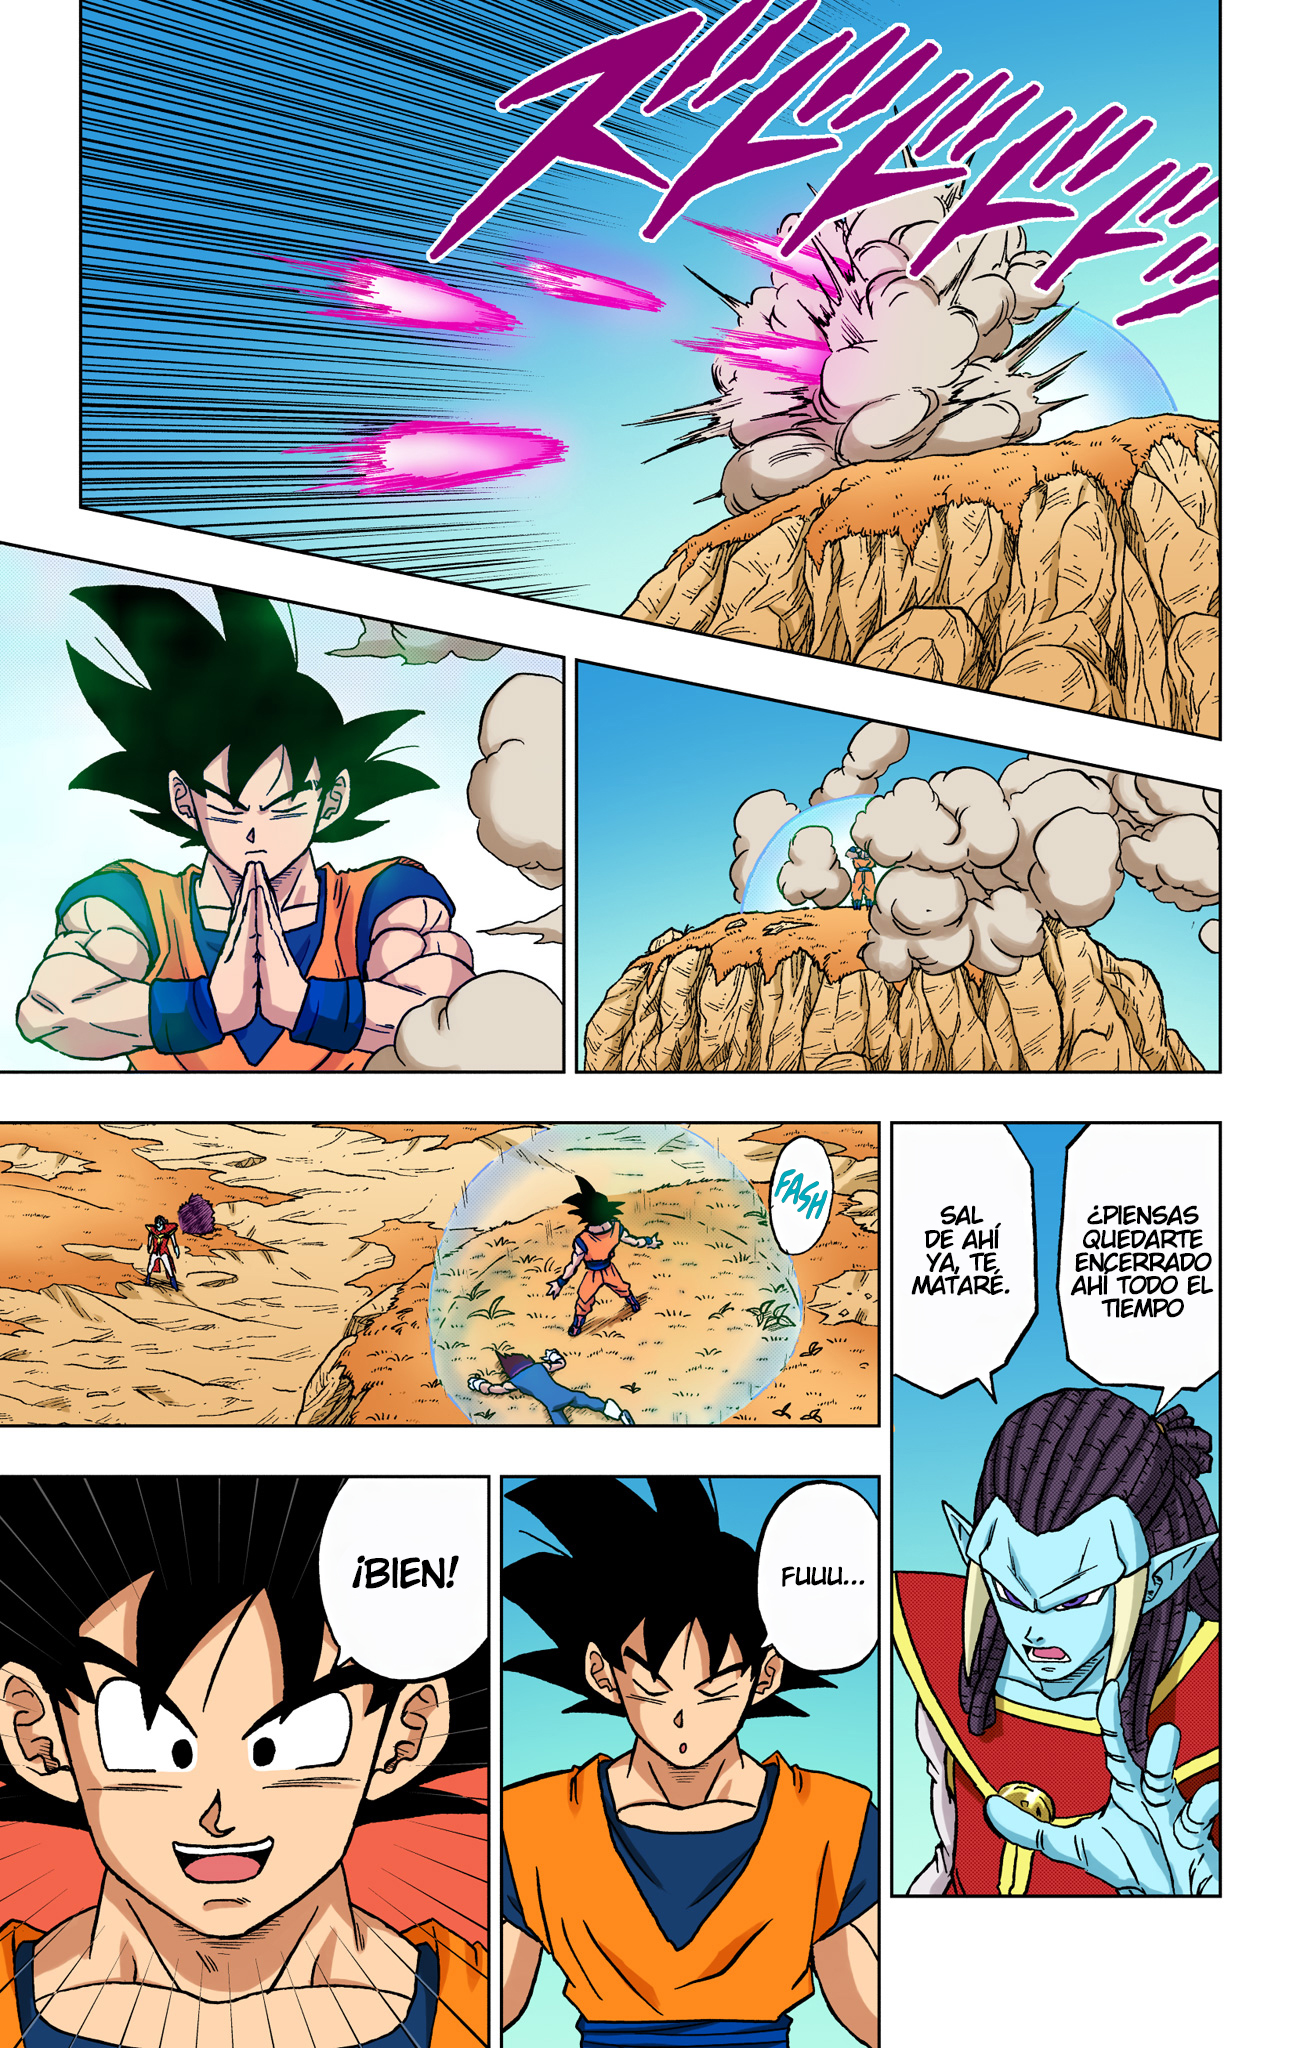 ズドドドドド
¿PIENSAS
QUEDARTE
ENCERRADO
AHÍ TODO EL
TIEMPO
SAL
DE AHÍ
YA, TE
MATARÉ.
FASH
FUUU...
¡BIEN!